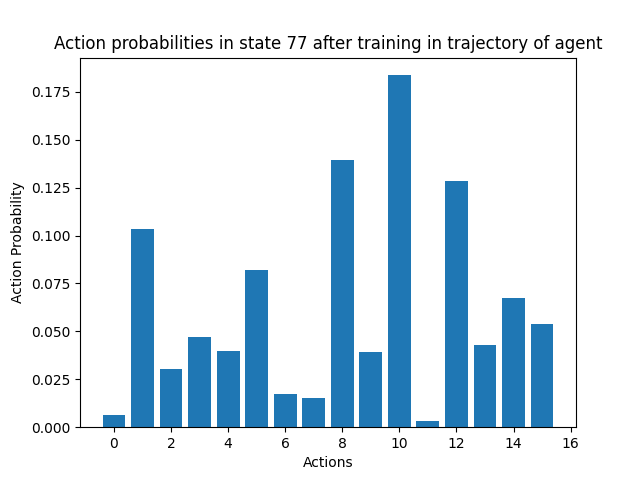 Action probabilities in state 77 after training in trajectory of agent
0.175
0.150
0.125
0.100
0.075
0.050
0.025
0.000
Action Probability
0 2 4 6 8 10 12 14 16
Actions